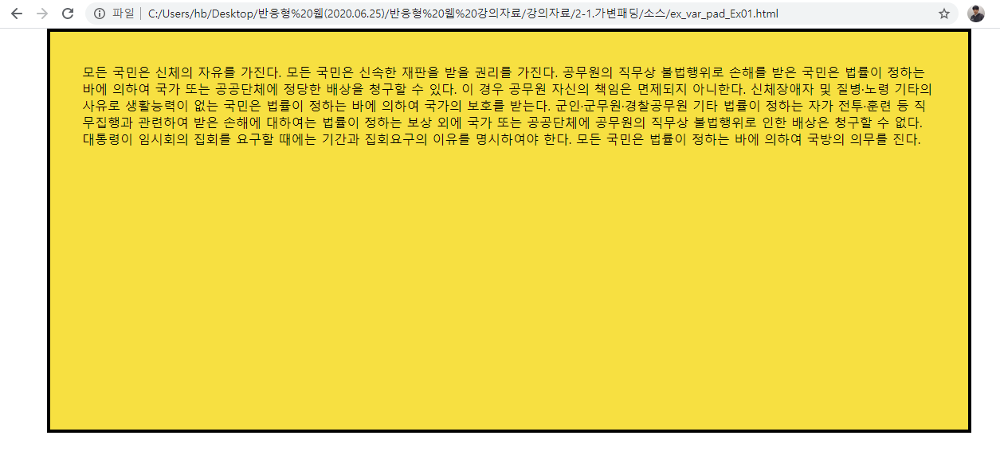 파일 C:/Users/hb/Desktop/반응형%20웹(2020.06.25)/반응형%20웹%20강의자료/강의자료/2-1.가변패딩/소스/ex_var_pad_Ex01.html
모든 국민은 신체의 자유를 가진다. 모든 국민은 신속한 재판을 받을 권리를 가진다. 공무원의 직무상 불법행위로 손해를 받은 국민은 법률이 정하는
바에 의하여 국가 또는 공공단체에 정당한 배상을 청구할 수 있다. 이 경우 공무원 자신의 책임은 면제되지 아니한다. 신체장애자 및 질병·노령 기타의
사유로 생활능력이 없는 국민은 법률이 정하는 바에 의하여 국가의 보호를 받는다. 군인·군무원·경찰공무원 기타 법률이 정하는 자가 전투·훈련 등 직
무집행과 관련하여 받은 손해에 대하여는 법률이 정하는 보상 외에 국가 또는 공공단체에 공무원의 직무상 불법행위로 인한 배상은 청구할 수 없다.
대통령이 임시회의 집회를 요구할 때에는 기간과 집회요구의 이유를 명시하여야 한다. 모든 국민은 법률이 정하는 바에 의하여 국방의 의무를 진다.